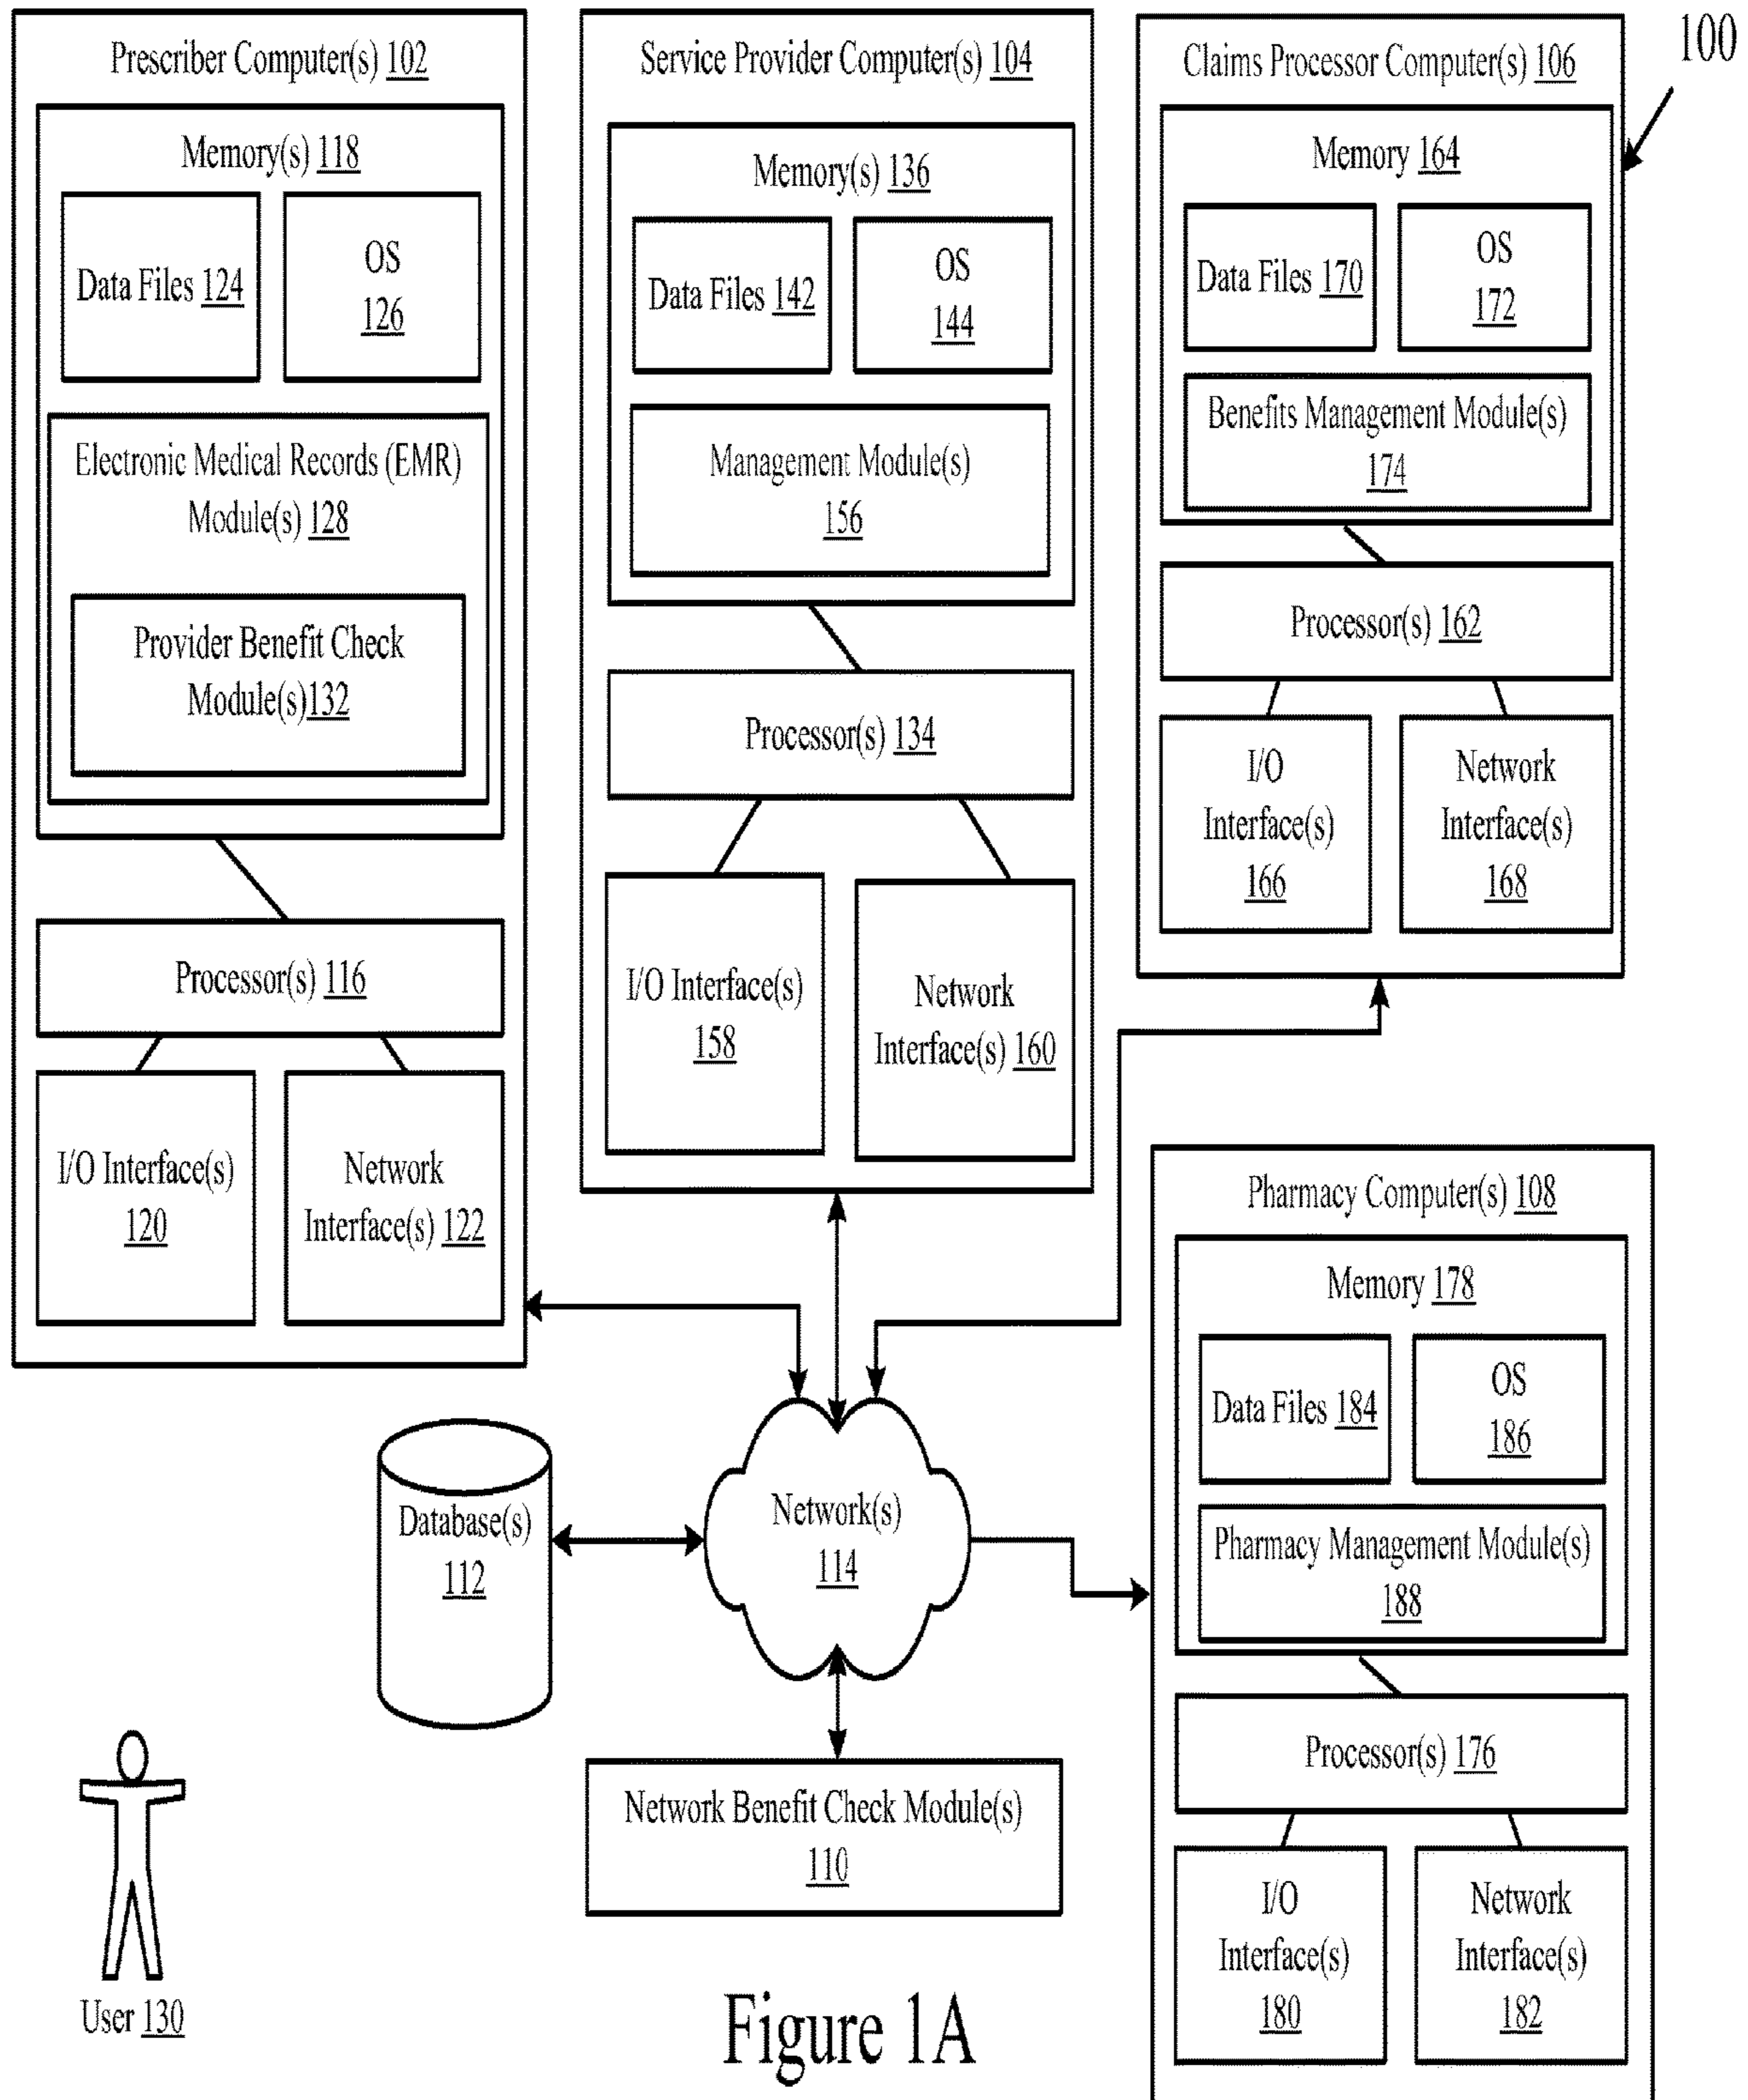 100
Prescriber Computer(s) 102
Memory(s) 118
Data Files 124
OS
126
Electronic Medical Records (EMR)
Module(s) 128
Provider Benefit Check
Module(s)132
Processor(s) 116
I/O Interface(s)
120
Network
Interface(s) 122
Service Provider Computer(s) 104
Memory(s) 136
Data Files 142
OS
144
Management Module(s)
156
Processor(s) 134
I/O Interface(s)
158
Network
Interface(s) 160
Claims Processor Computer(s) 106
Memory 164
Data Files 170
OS
172
Benefits Management Module(s)
174
Processor(s) 162
I/O
Interface(s)
166
Network
Interface(s)
168
Pharmacy Computer(s) 108
Memory 178
Data Files 184
OS
186
Pharmacy Management Module(s)
188
Processor(s) 176
I/O
Interface(s)
180
Network
Interface(s)
182
Database(s)
112
Network(s)
114
Network Benefit Check Module(s)
110
User 130
Figure 1A